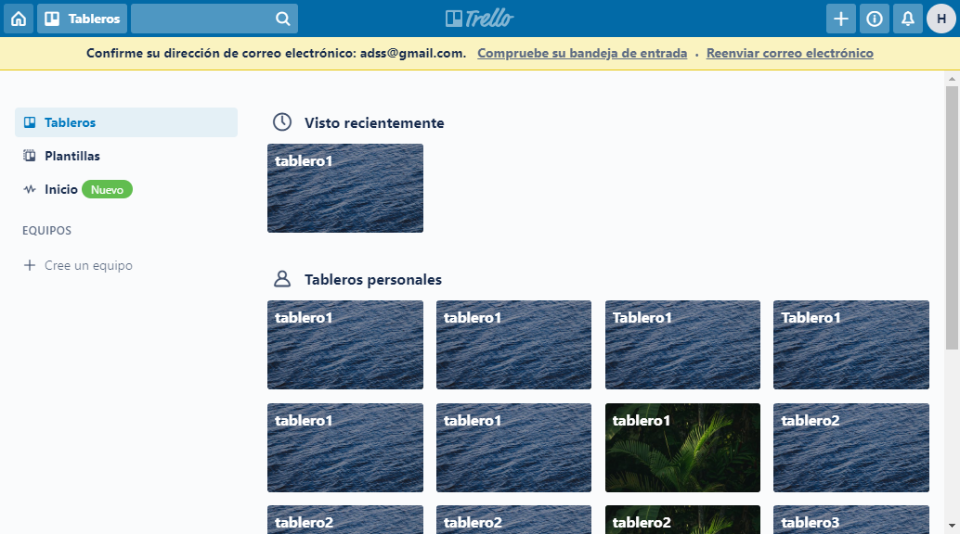 Tableros
Trello
H
Confirme su dirección de correo electrónico: adss@gmail.com. Compruebe su bandeja de entrada · Reenviar correo electrónico
Tableros
Plantillas
Inicio Nuevo
EQUIPOS
Cree un equipo
Visto recientemente
tablero1
Tableros personales
tablero1 tablero1 Tablero1 Tablero1
tablero1 tablero1 tablero1 tablero2
tablero2 tablero2 tablero2 tablero3